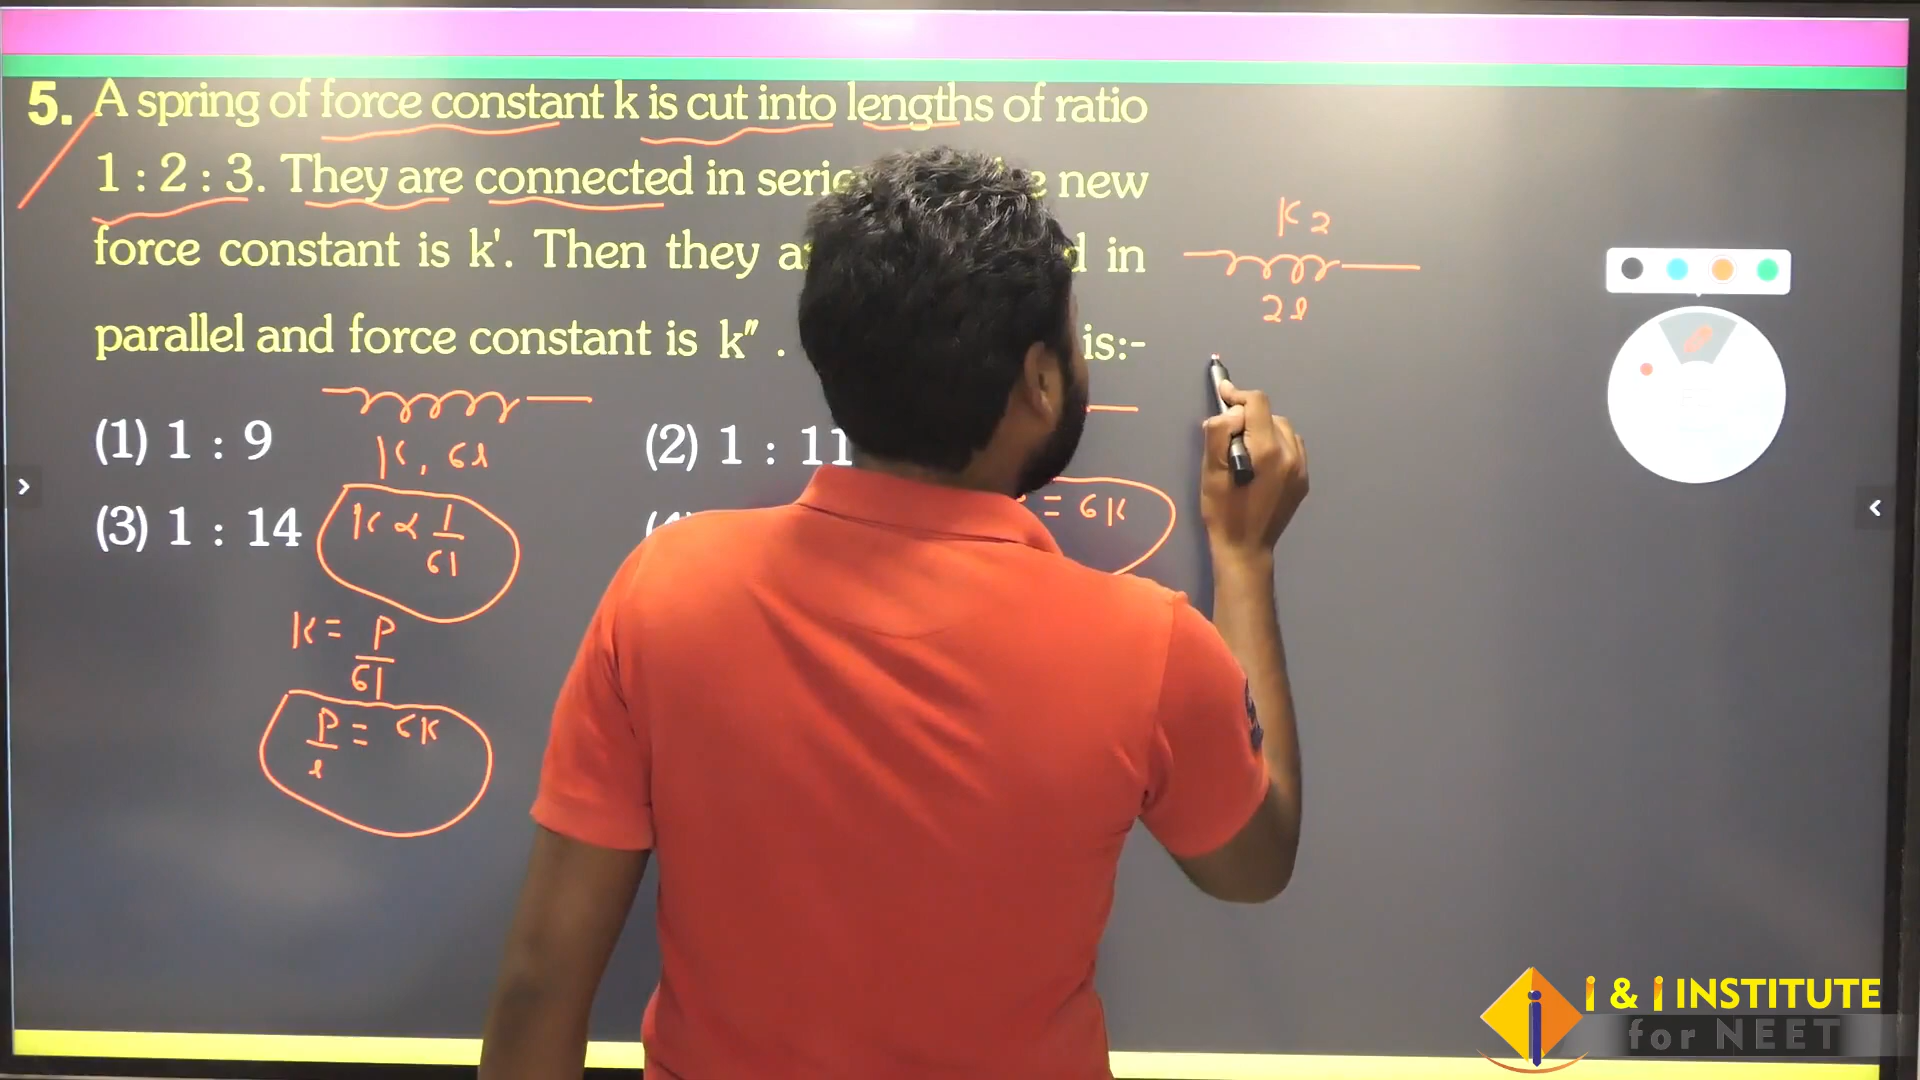 5. A spring of force constant k is cut into lengths of ratio
1 : 2 : 3. They are connected in new
force constant is k'. Then they in
parallel and force constant is k" . is:-
(1) 1 : 9
(2) 1 : 11
(3) 1 : 14
K, 6l
K ∝ 1/6l
K = P/6l
P/l = 6K
= 6K
K2
2l
i & i INSTITUTE
for NEET